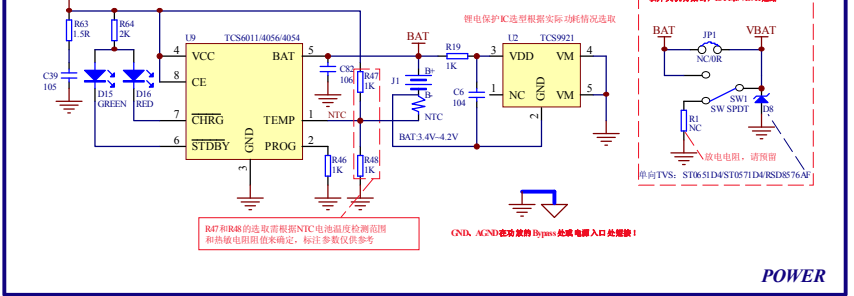 R63
1.5R
R64
2K
C39
105
D15
GREEN
D16
RED
U9
TCS6011/4056/4054
4
VCC
BAT
5
8
CE
7
CHRG
TEMP
1
6
STDBY
PROG
2
GND
3
C82
106
R47
1K
NTC
R46
1K
R48
1K
BAT
J1
B+
B-
NTC
BAT:3.4V~4.2V
锂电保护IC选型根据实际功耗情况选取
R19
1K
C6
104
U2
TCS9921
3
VDD
VM
4
1
NC
VM
5
GND
2
BAT
VBAT
JP1
NC/0R
SW1
SW SPDT
D8
R1
NC
放电电阻，请预留
单向TVS：ST0651D4/ST0571D4/RSD8576AF
R47和R48的选取需根据NTC电池温度检测范围
和热敏电阻阻值来确定，标注参数仅供参考
GND、AGND在功放的Bypass处或电源入口处短接！
POWER